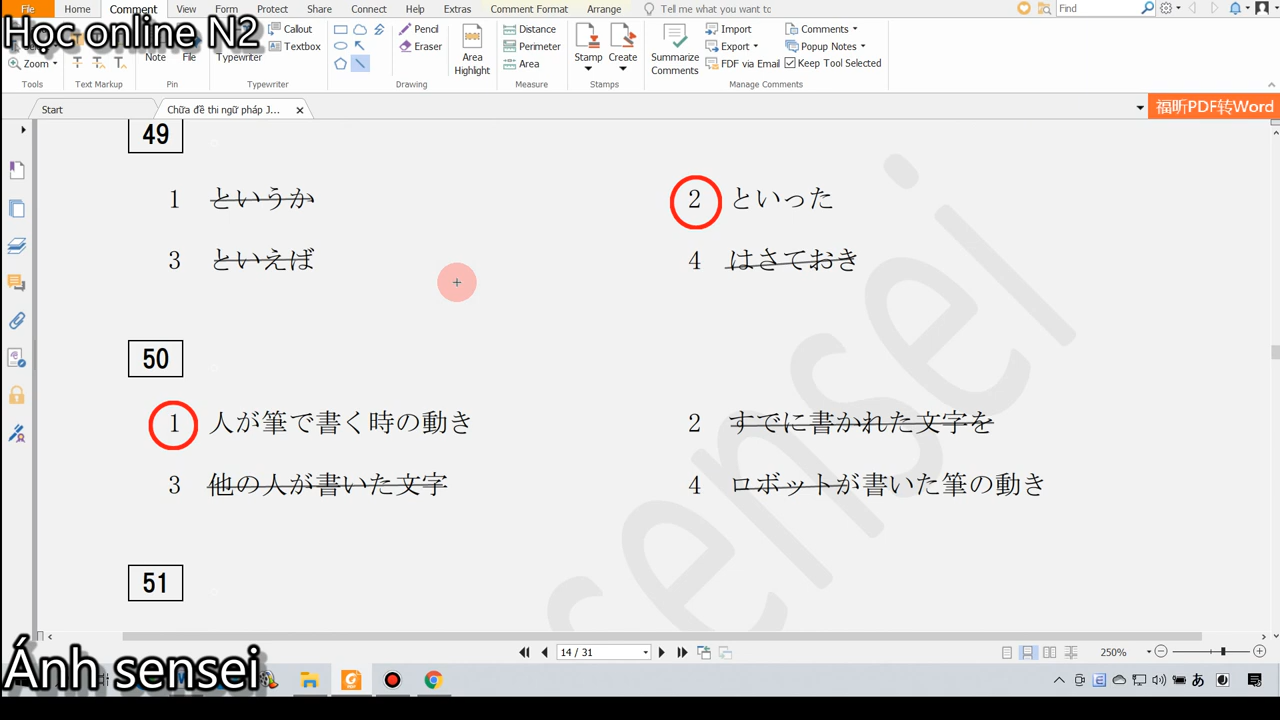 File Home Comment View Form Protect Share Connect Help Extras Comment Format Arrange Tell me what you want to Find
Học online N2
Zoom Note File Typewriter Callout Textbox Pencil Eraser Area Highlight Distance Perimeter Area Stamp Create Summarize Comments Import Export FDF via Email Comments Popup Notes Keep Tool Selected
Tools Text Markup Pin Typewriter Drawing Measure Stamps Manage Comments
Start Chữa đề thi ngữ pháp J... 福昕PDF转Word
49
1 というか 2 といった
3 といえば 4 はさておき
50
1 人が筆で書く時の動き 2 すでに書かれた文字を
3 他の人が書いた文字 4 ロボットが書いた筆の動き
51
sensei
14 / 31 250%
Ánh sensei
あ